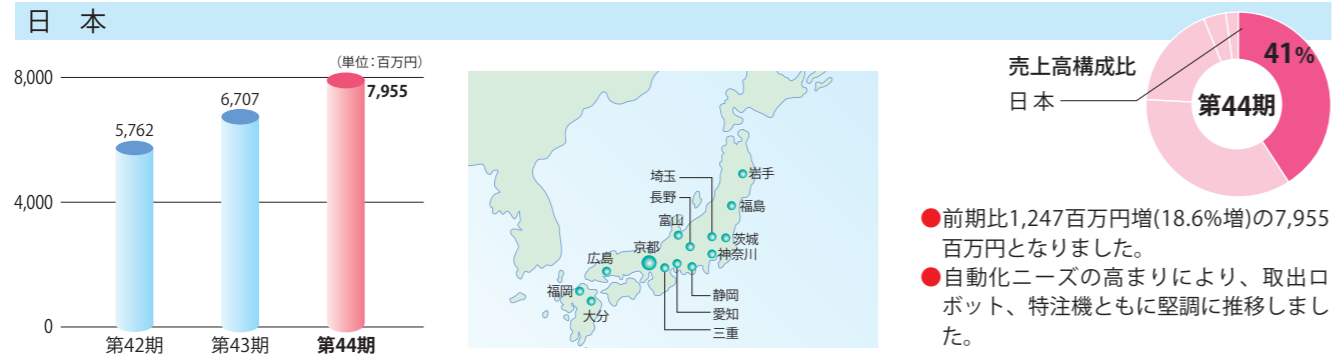 日 本
(単位：百万円)
8,000
7,955
6,707
5,762
4,000
0
第42期
第43期
第44期
岩手
埼玉
長野
福島
富山
茨城
京都
神奈川
広島
福岡
静岡
大分
愛知
三重
41%
売上高構成比
日 本
第44期
●前期比1,247百万円増(18.6%増)の7,955
百万円となりました。
●自動化ニーズの高まりにより、取出ロ
ボット、特注機ともに堅調に推移しまし
た。